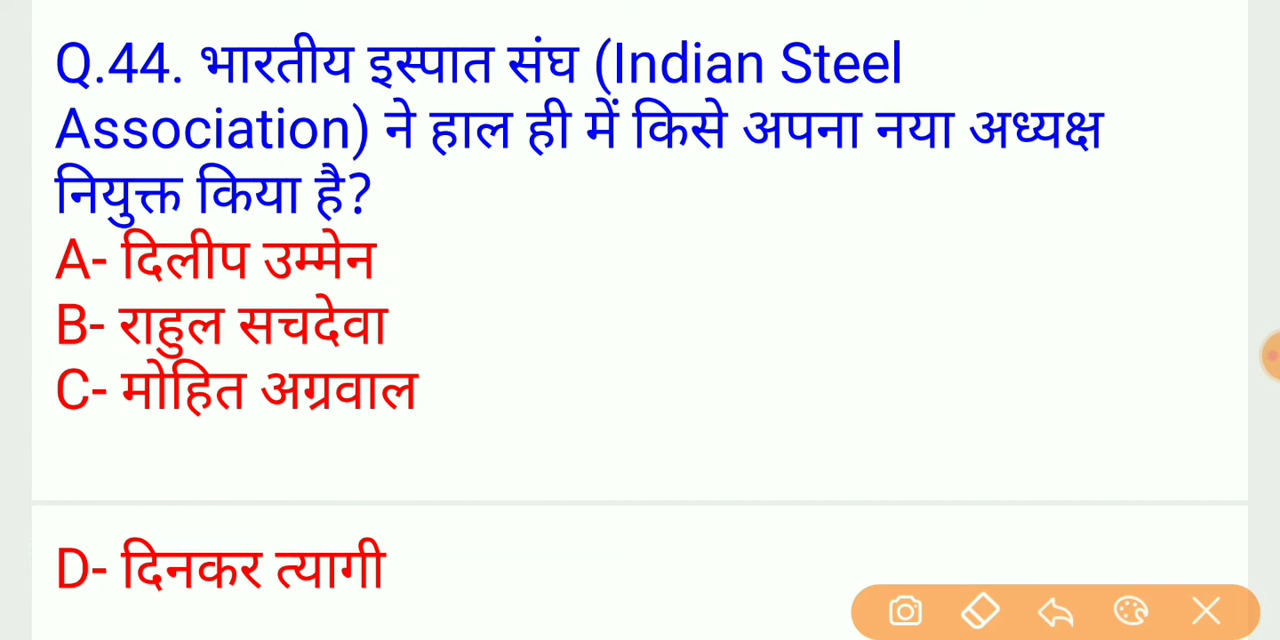 Q.44. भारतीय इस्पात संघ (Indian Steel
Association) ने हाल ही में किसे अपना नया अध्यक्ष
नियुक्त किया है?
A- दिलीप उम्मेन
B- राहुल सचदेवा
C- मोहित अग्रवाल
D- दिनकर त्यागी